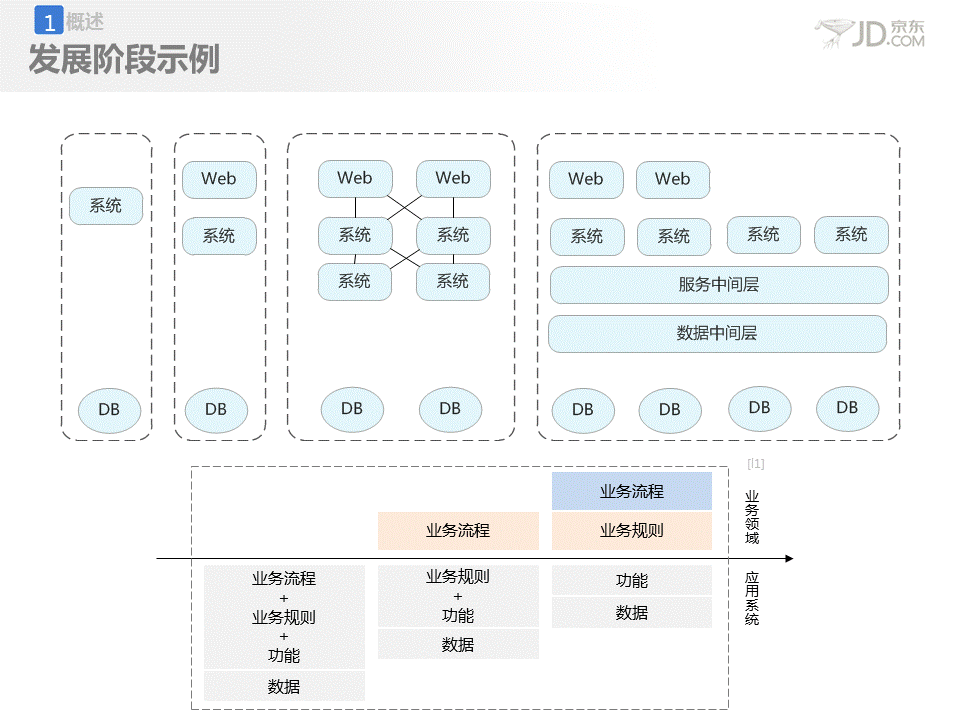 1 概述
发展阶段示例
JD.COM 京东
系统
DB
Web
系统
DB
Web Web
系统 系统
系统 系统
DB DB
Web Web
系统 系统 系统 系统
服务中间层
数据中间层
DB DB DB DB
[l1]
业务流程
业务流程 业务规则
业务领域
业务流程
+
业务规则
+
功能
数据
业务规则
+
功能
数据
功能
数据
应用系统